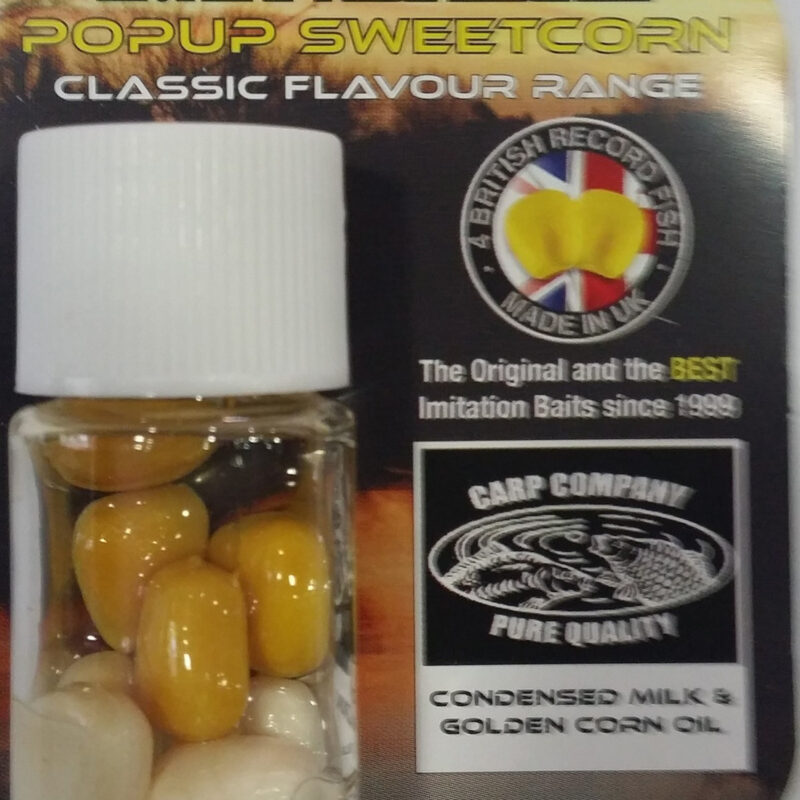 POPUP SWEETCORN
CLASSIC FLAVOUR RANGE
4 BRITISH RECORD FISH !
MADE IN UK
The Original and the BEST
Imitation Baits since 1999
CARP COMPANY
PURE QUALITY
CONDENSED MILK &
GOLDEN CORN OIL